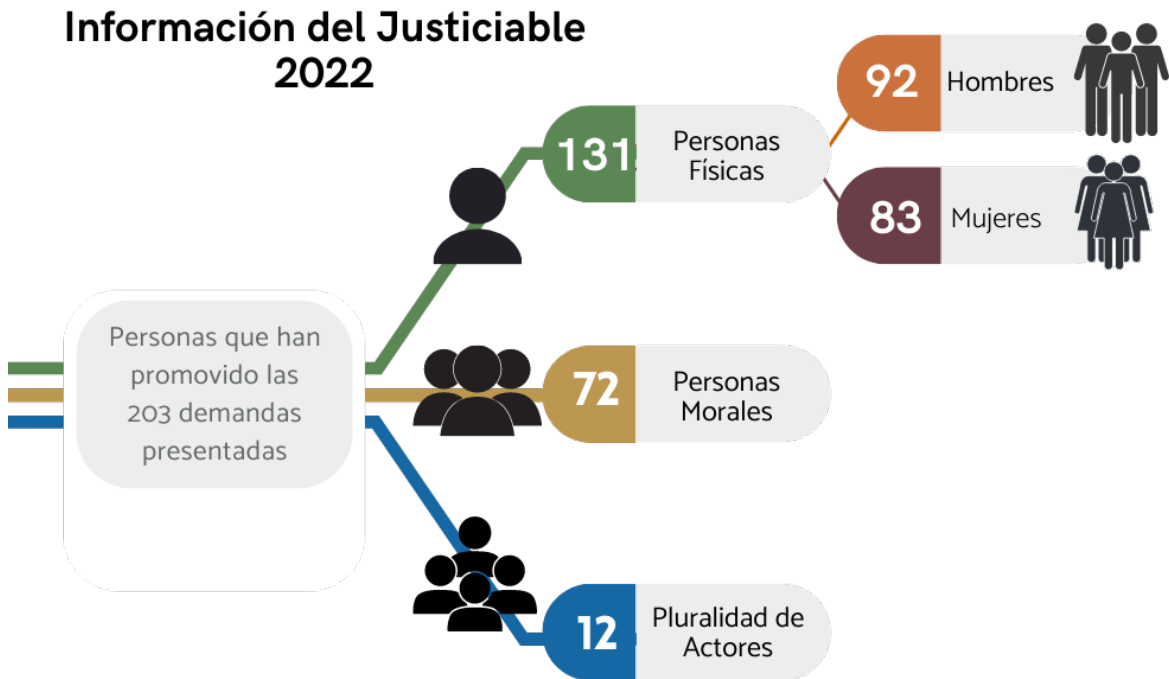 Información del Justiciable
2022
131
Personas
Físicas
92
Hombres
83
Mujeres
Personas que han
promovido las
203 demandas
presentadas
72
Personas
Morales
12
Pluralidad de
Actores